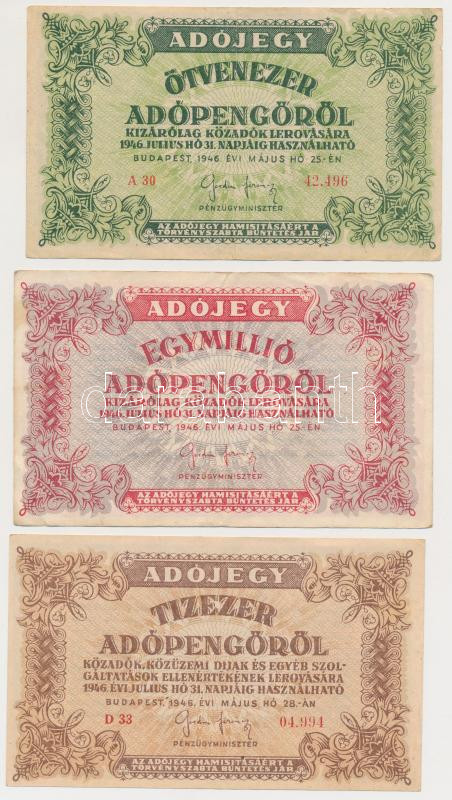 ADÓJEGY
ÖTVENEZER
ADÓPENGŐRŐL
KIZÁRÓLAG KÖZADÓK LEROVÁSÁRA
1946. JULIUS HÓ 31. NAPJÁIG HASZNÁLHATÓ
BUDAPEST, 1946. ÉVI MÁJUS HÓ 25-ÉN
A 30 42.496
PÉNZÜGYMINISZTER
AZ ADÓJEGY HAMISITÁSÁÉRT A
TÖRVÉNYSZABTA BÜNTETÉS JÁR
ADÓJEGY
EGYMILLIÓ
ADÓPENGŐRŐL
KIZÁRÓLAG KÖZADÓK LEROVÁSÁRA
1946. JULIUS HÓ 31. NAPJÁIG HASZNÁLHATÓ
BUDAPEST, 1946. ÉVI MÁJUS HÓ 25-ÉN
PÉNZÜGYMINISZTER
AZ ADÓJEGY HAMISITÁSÁÉRT A
TÖRVÉNYSZABTA BÜNTETÉS JÁR
ADÓJEGY
TIZEZER
ADÓPENGŐRŐL
KÖZADÓK, KÖZÜZEMI DIJAK ÉS EGYÉB SZOL-
GÁLTATÁSOK ELLENÉRTÉKÉNEK LEROVÁSÁRA
1946. ÉVI JULIUS HÓ 31. NAPJÁIG HASZNÁLHATÓ
BUDAPEST, 1946. ÉVI MÁJUS HÓ 28.-ÁN
D 33 04.994
PÉNZÜGYMINISZTER
AZ ADÓJEGY HAMISITÁSÁÉRT A
TÖRVÉNYSZABTA BÜNTETÉS JÁR